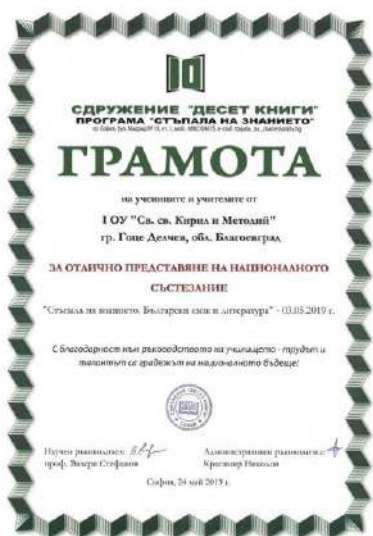 СДРУЖЕНИЕ "ДЕСЕТ КНИГИ"
ПРОГРАМА "СТЪПАЛА НА ЗНАНИЕТО"
ГРАМОТА
на учениците и учителите от
I ОУ "Св. св. Кирил и Методий"
гр. Гоце Делчев, обл. Благоевград
ЗА ОТЛИЧНО ПРЕДСТАВЯНЕ НА НАЦИОНАЛНОТО
СЪСТЕЗАНИЕ
"Стъпала на знанието. Български език и литература" - 03.05.2019 г.
С благодарност към ръководството на училището - трудът и
талантът са градежът на националното бъдеще!
Научен ръководител:
проф. Валери Стефанов
Административен ръководител:
Красимир Николов
София, 24 май 2019 г.